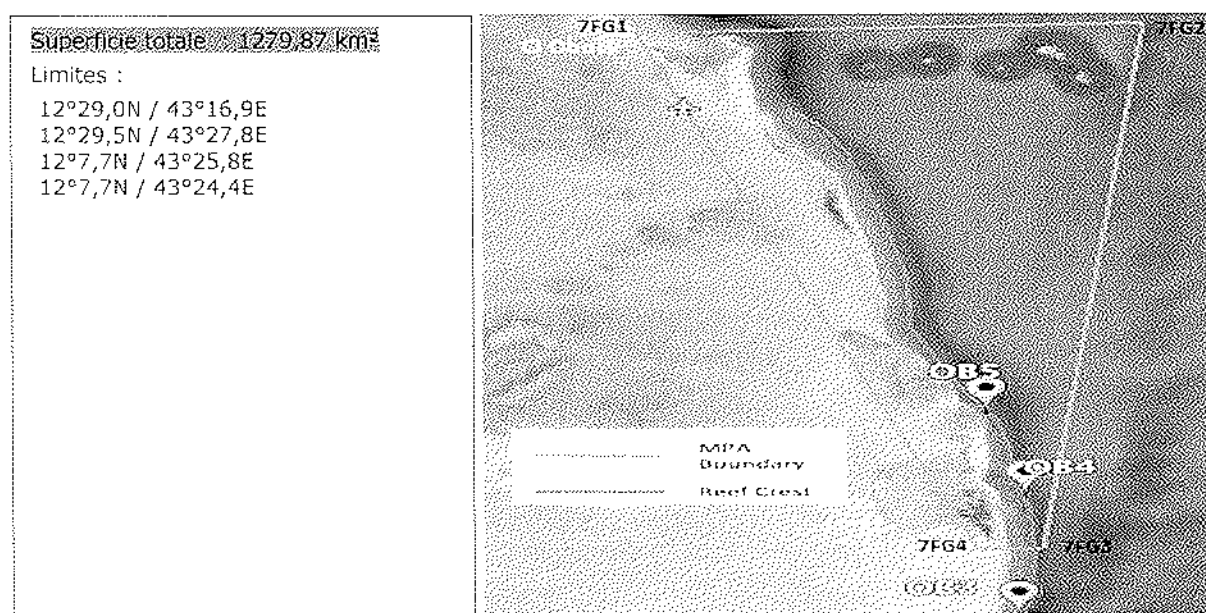 Superficie totale : 1279,87 km²
Limites :
12°29,0N / 43°16,9E
12°29,5N / 43°27,8E
12°7,7N / 43°25,8E
12°7,7N / 43°24,4E
7FG1
7FG2
OB5
OB4
MPA
Boundary
Reef Crest
7FG4
7FG3